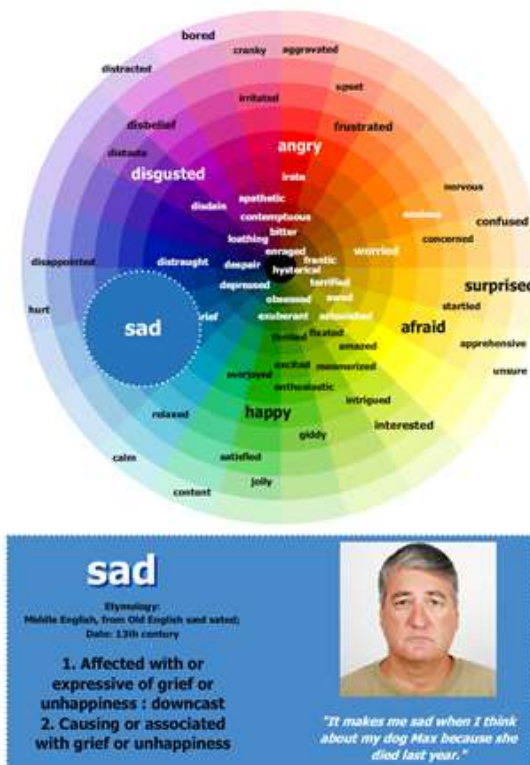 bored
cranky aggravated
distracted
upset
irritated
disbelief frustrated
angry
distaste
disgusted
irate
nervous
apathetic
disdain
anxious confused
contemptuous
bitter
loathing concerned
enraged worried
disappointed distraught despair frantic
hysterical
terrified
depressed surprised
obsessed awed
hurt startled
grief exuberant astonished
sad afraid
fixated
amazed apprehensive
excited mesmerized
overjoyed unsure
enthusiastic
intrigued
relaxed happy
interested
giddy
calm satisfied
jolly
content
sad
Etymology:
Middle English, from Old English sæd sated;
Date: 13th century
1. Affected with or
expressive of grief or
unhappiness : downcast
2. Causing or associated
with grief or unhappiness
"It makes me sad when I think
about my dog Max because she
died last year."